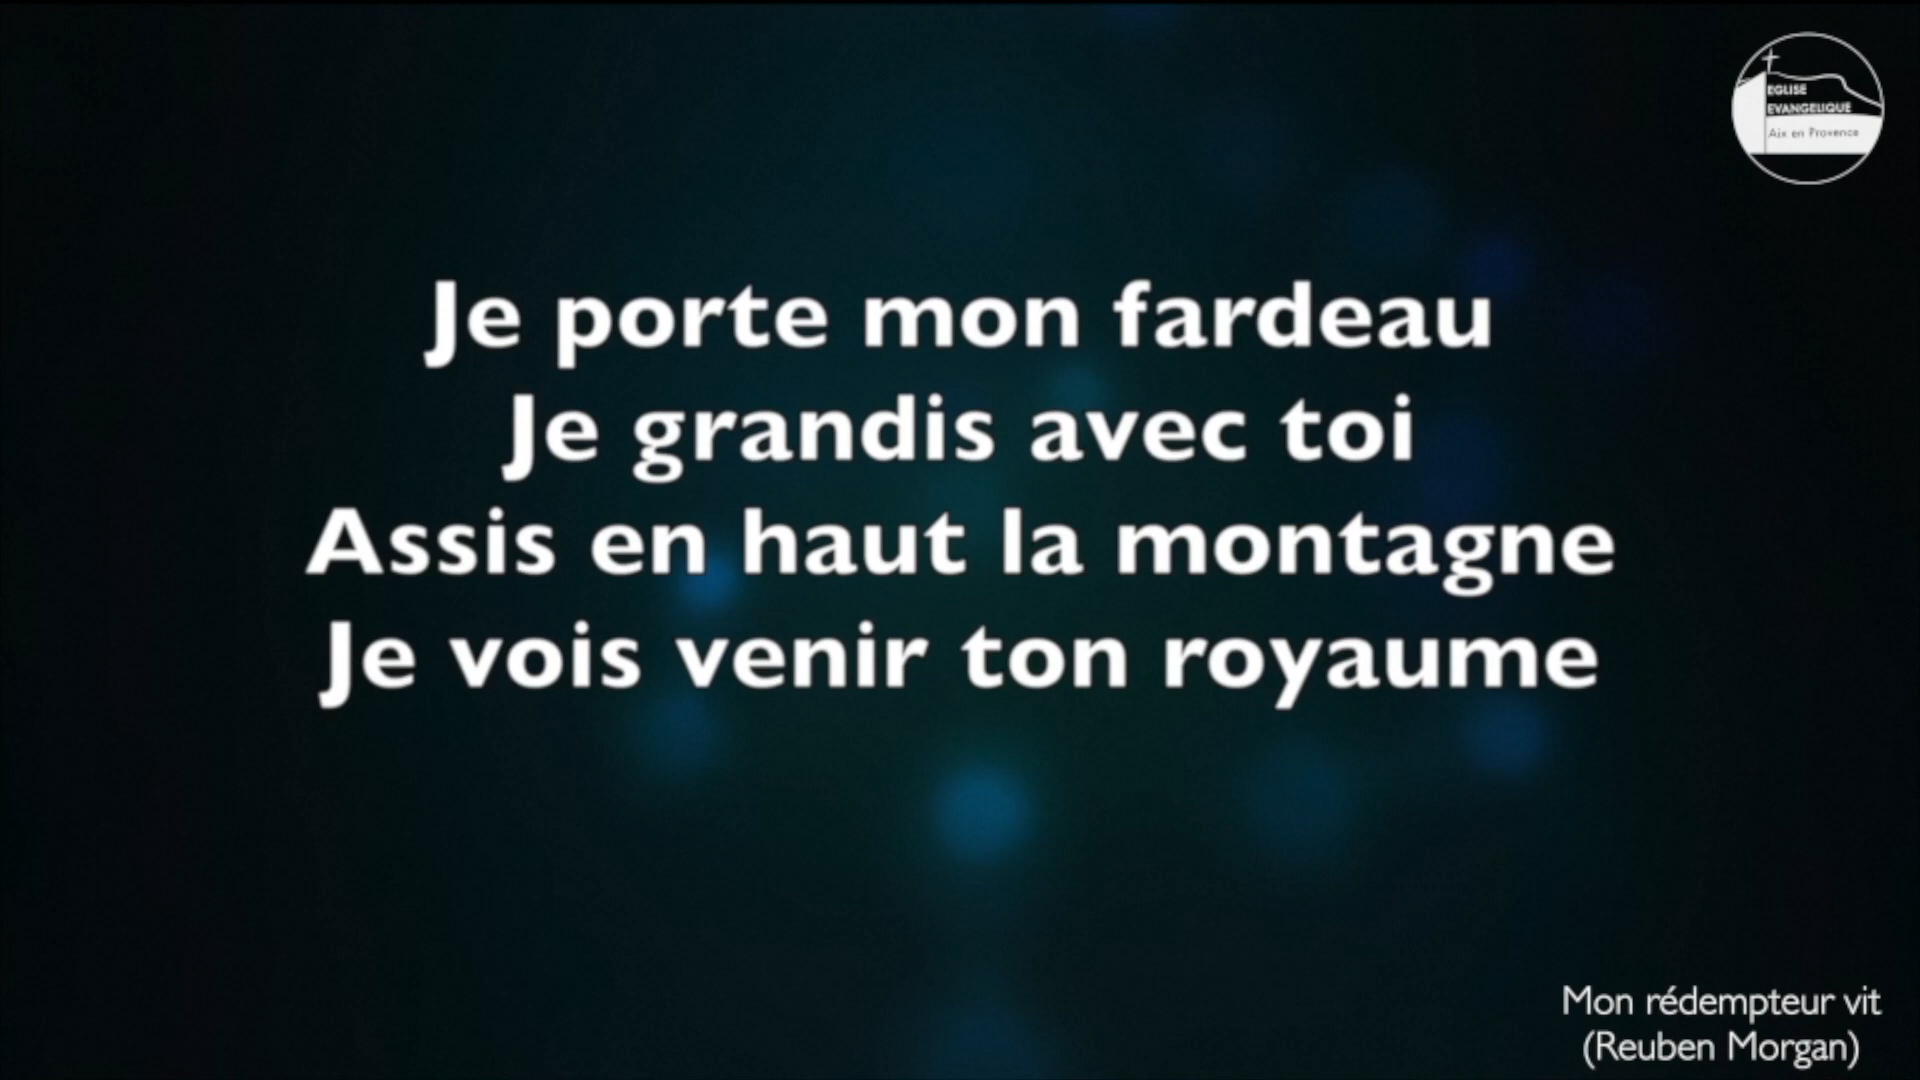 EGLISE
EVANGELIQUE
Aix en Provence
Je porte mon fardeau
Je grandis avec toi
Assis en haut la montagne
Je vois venir ton royaume
Mon rédempteur vit
(Reuben Morgan)